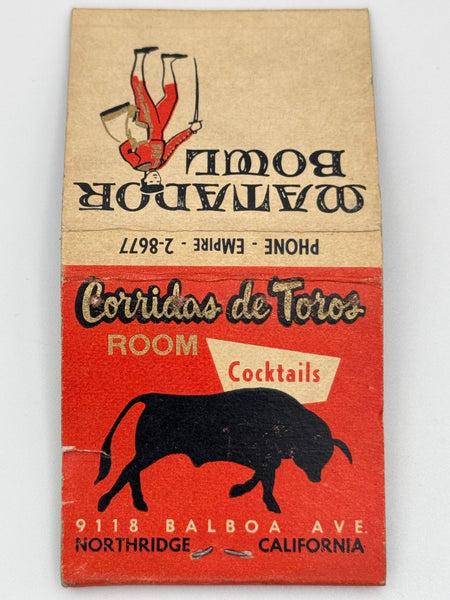 MATADOR
BOWL
PHONE - EMPIRE - 2-8677
Corridas de Toros
ROOM
Cocktails
9118 BALBOA AVE.
NORTHRIDGE CALIFORNIA